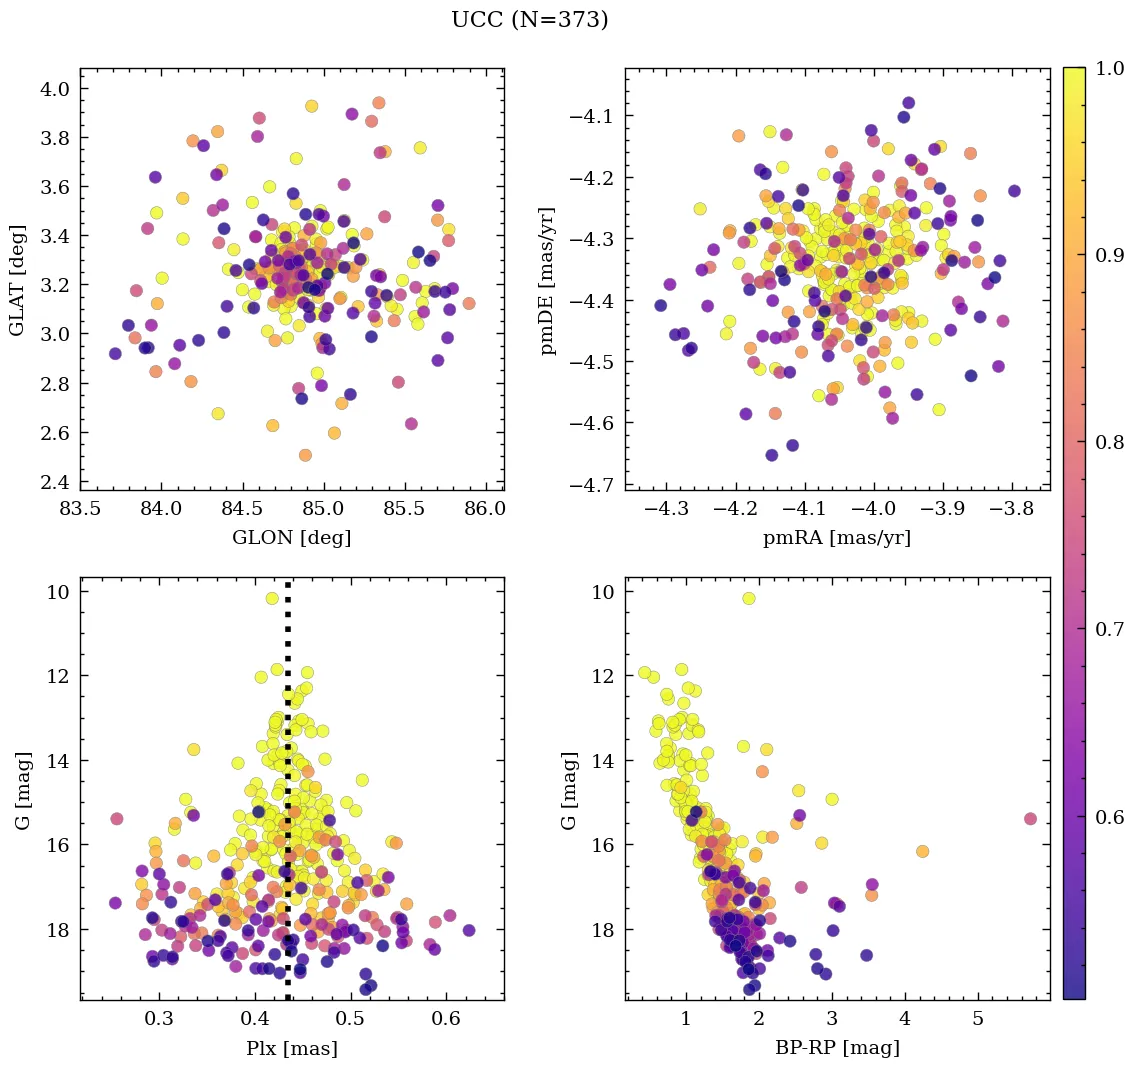 UCC (N=373)
4.0
3.8
3.6
3.4
3.2
3.0
2.8
2.6
2.4
GLAT [deg]
83.5 84.0 84.5 85.0 85.5 86.0
GLON [deg]
−4.1
−4.2
−4.3
−4.4
−4.5
−4.6
−4.7
pmDE [mas/yr]
−4.3 −4.2 −4.1 −4.0 −3.9 −3.8
pmRA [mas/yr]
1.0
0.9
0.8
0.7
0.6
10
12
14
16
18
G [mag]
0.3 0.4 0.5 0.6
Plx [mas]
10
12
14
16
18
G [mag]
1 2 3 4 5
BP-RP [mag]